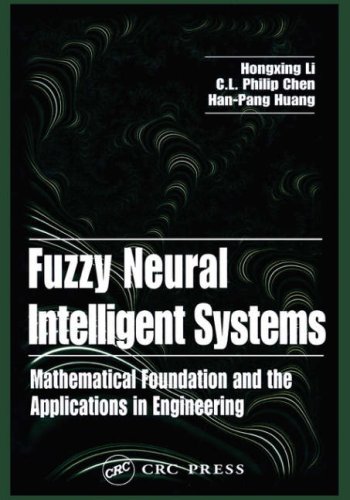 Hongxing Li
C.L. Philip Chen
Han-Pang Huang
Fuzzy Neural
Intelligent Systems
Mathematical Foundation and the
Applications in Engineering
CRC
CRC PRESS